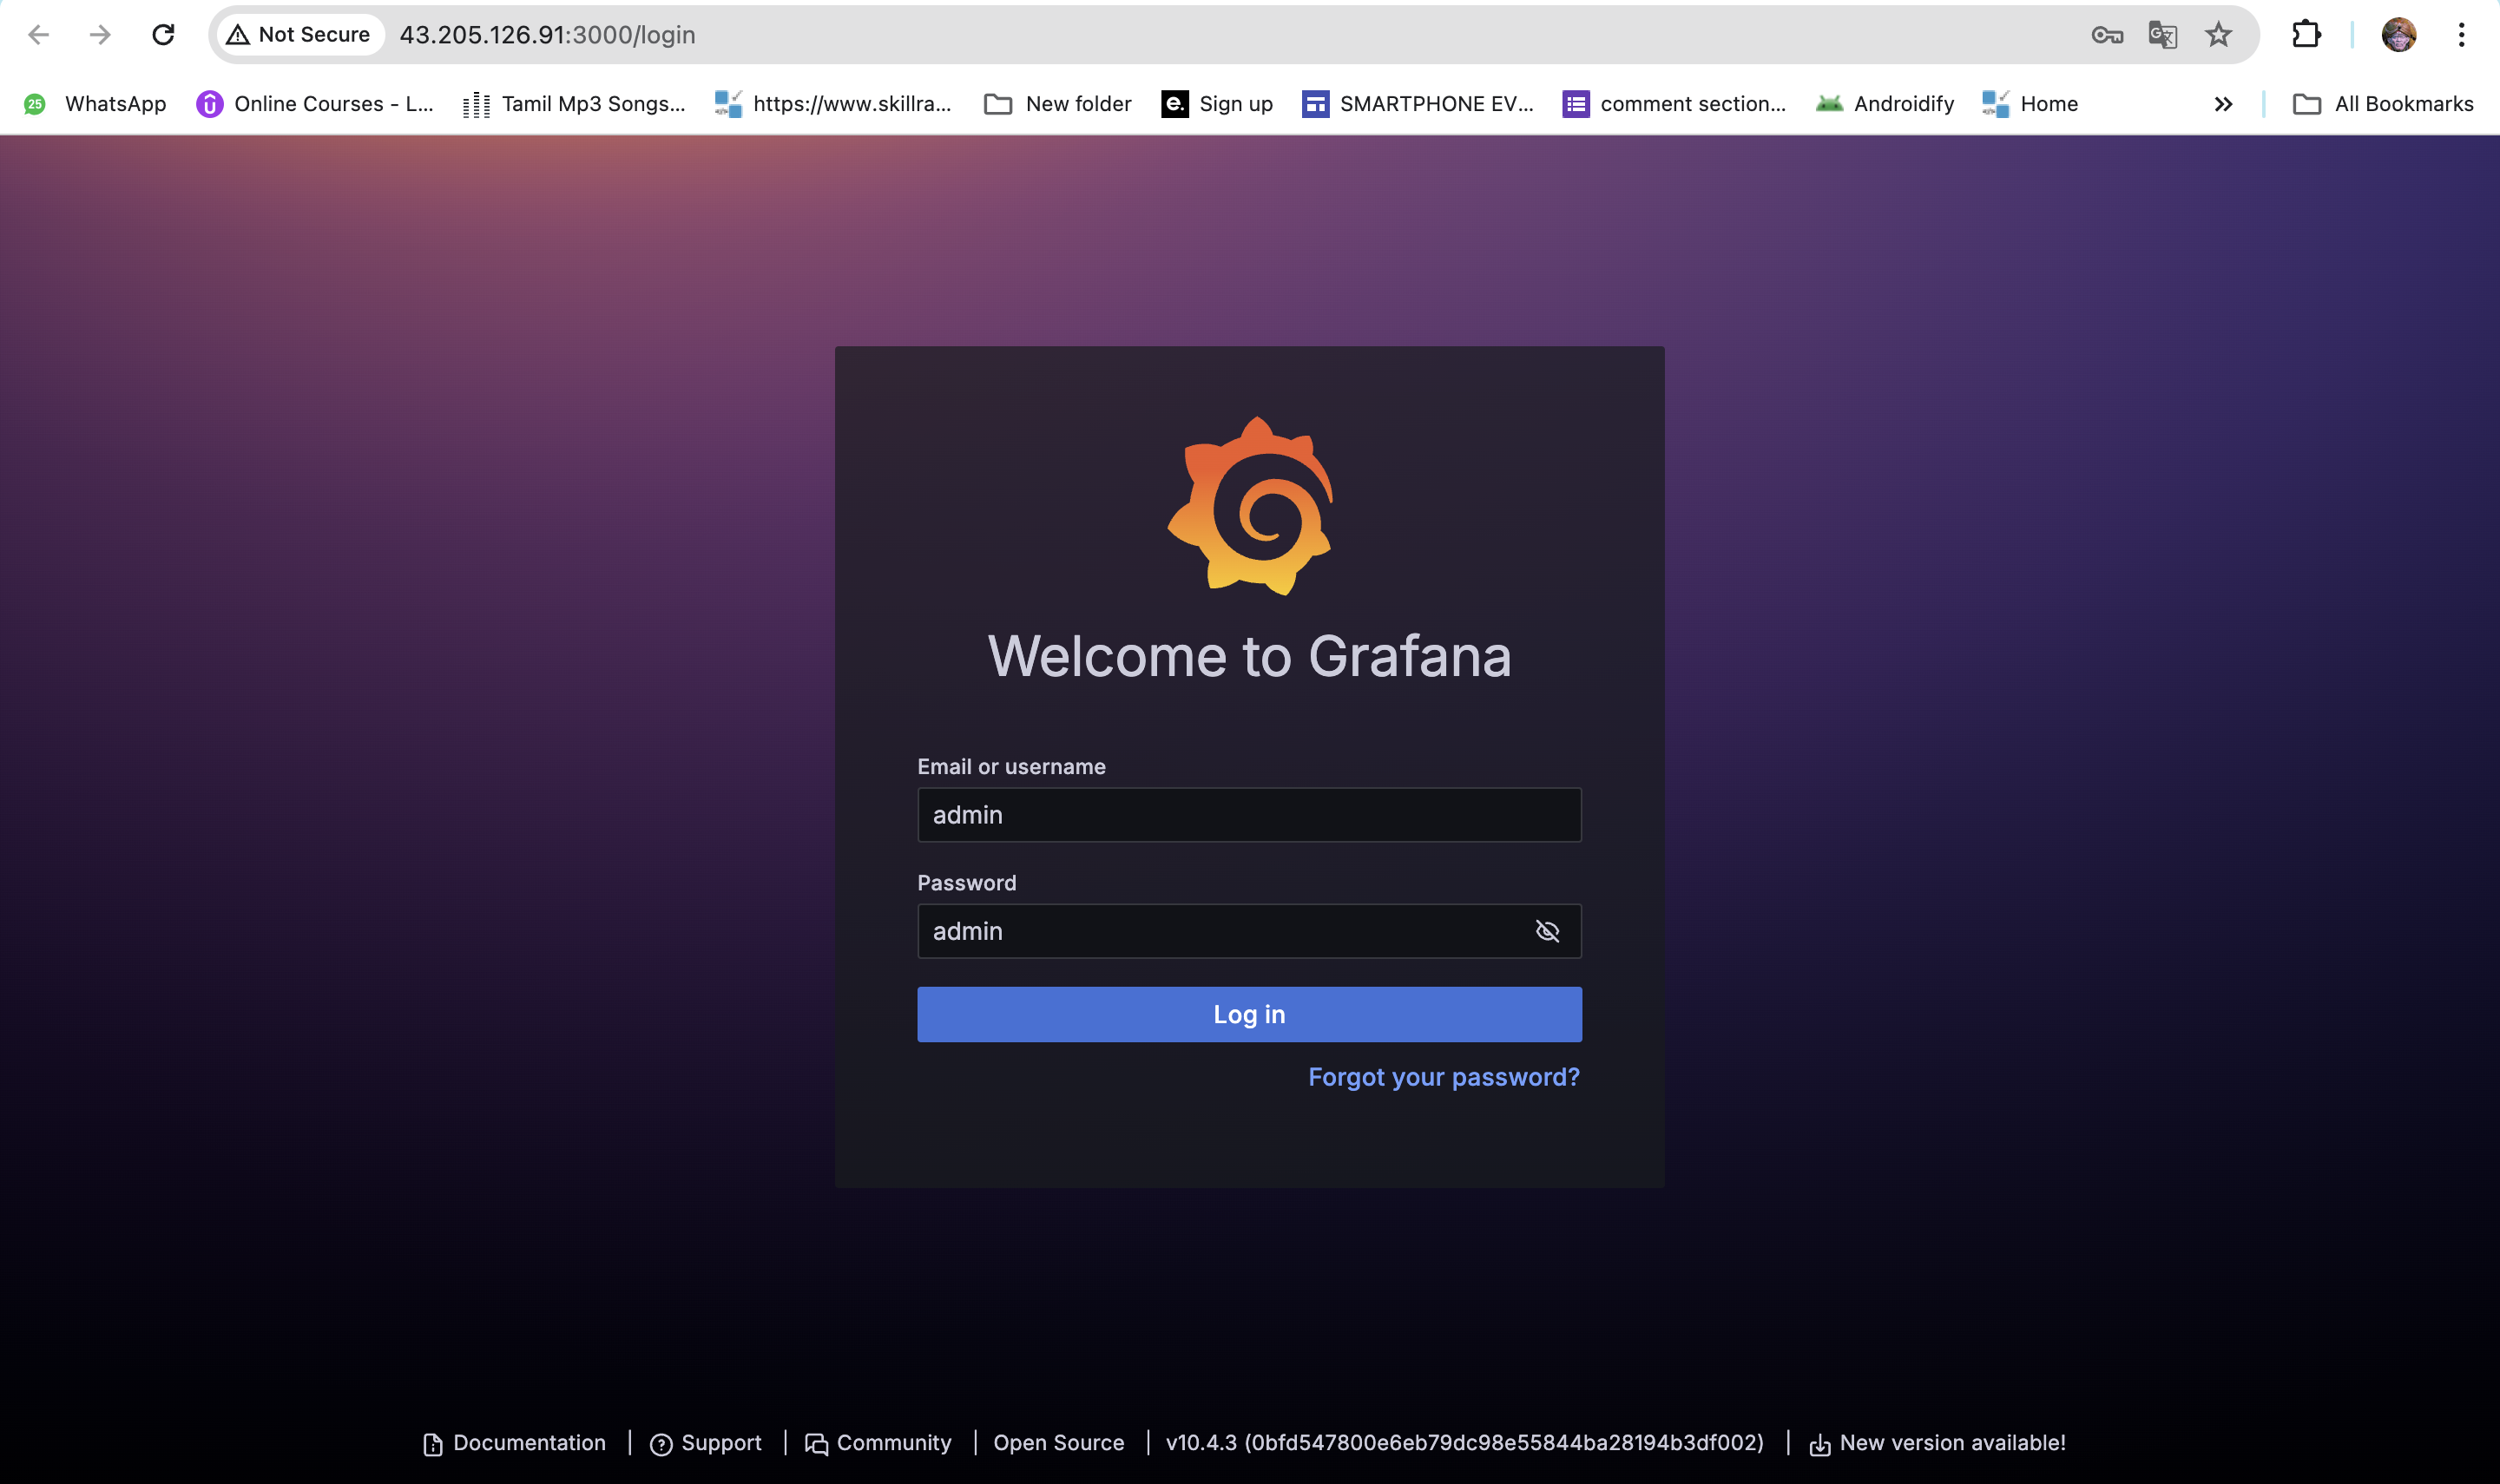 Not Secure 43.205.126.91:3000/login
25 WhatsApp Online Courses - L... Tamil Mp3 Songs... https://www.skillra... New folder e. Sign up SMARTPHONE EV... comment section... Androidify Home All Bookmarks
Welcome to Grafana
Email or username
admin
Password
admin
Log in
Forgot your password?
Documentation | Support | Community | Open Source | v10.4.3 (0bfd547800e6eb79dc98e55844ba28194b3df002) | New version available!